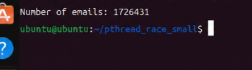 Number of emails: 1726431
ubuntu@ubuntu:~/pthread_race_small$